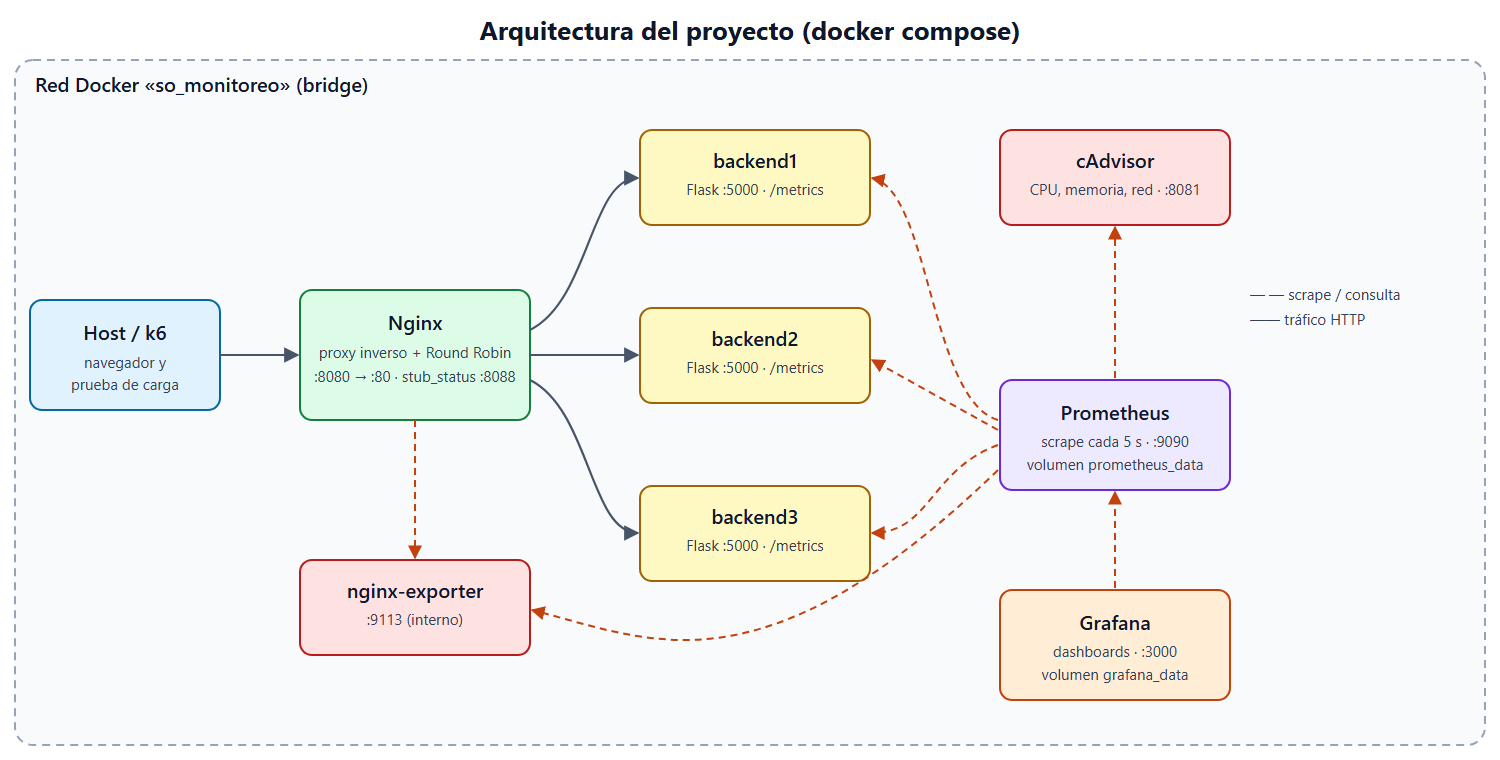 Arquitectura del proyecto (docker compose)
Red Docker «so_monitoreo» (bridge)
backend1
Flask :5000 · /metrics
cAdvisor
CPU, memoria, red · :8081
Host / k6
navegador y
prueba de carga
Nginx
proxy inverso + Round Robin
:8080 → :80 · stub_status :8088
backend2
Flask :5000 · /metrics
— — scrape / consulta
—— tráfico HTTP
Prometheus
scrape cada 5 s · :9090
volumen prometheus_data
backend3
Flask :5000 · /metrics
nginx-exporter
:9113 (interno)
Grafana
dashboards · :3000
volumen grafana_data